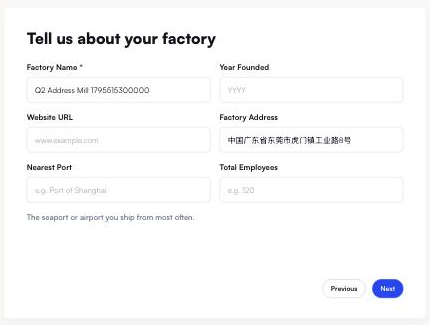 Tell us about your factory
Factory Name *
Year Founded
Q2 Address Mill 1795515300000
YYYY
Website URL
Factory Address
www.example.com
中国广东省东莞市虎门镇工业路8号
Nearest Port
Total Employees
e.g. Port of Shanghai
e.g. 120
The seaport or airport you ship from most often.
Previous
Next